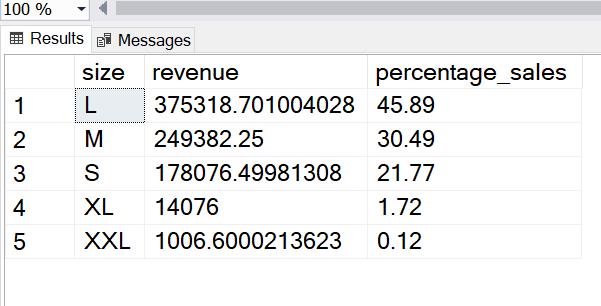 100 %
Results Messages
size revenue percentage_sales
1 L 375318.701004028 45.89
2 M 249382.25 30.49
3 S 178076.49981308 21.77
4 XL 14076 1.72
5 XXL 1006.6000213623 0.12